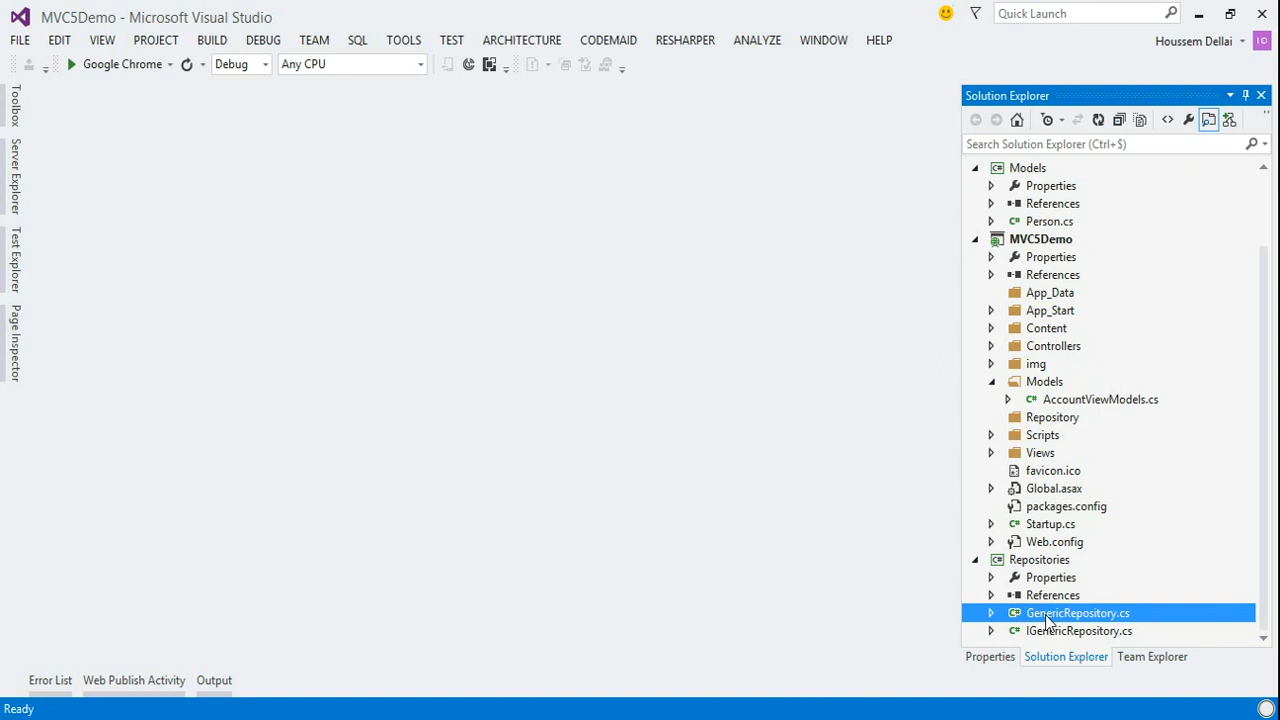 MVC5Demo - Microsoft Visual Studio
Quick Launch
FILE EDIT VIEW PROJECT BUILD DEBUG TEAM SQL TOOLS TEST ARCHITECTURE CODEMAID RESHARPER ANALYZE WINDOW HELP
Houssem Dellai
Google Chrome
Debug
Any CPU
Toolbox
Server Explorer
Test Explorer
Page Inspector
Solution Explorer
Search Solution Explorer (Ctrl+$)
Models
Properties
References
Person.cs
MVC5Demo
Properties
References
App_Data
App_Start
Content
Controllers
img
Models
AccountViewModels.cs
Repository
Scripts
Views
favicon.ico
Global.asax
packages.config
Startup.cs
Web.config
Repositories
Properties
References
GenericRepository.cs
IGenericRepository.cs
Properties Solution Explorer Team Explorer
Error List Web Publish Activity Output
Ready